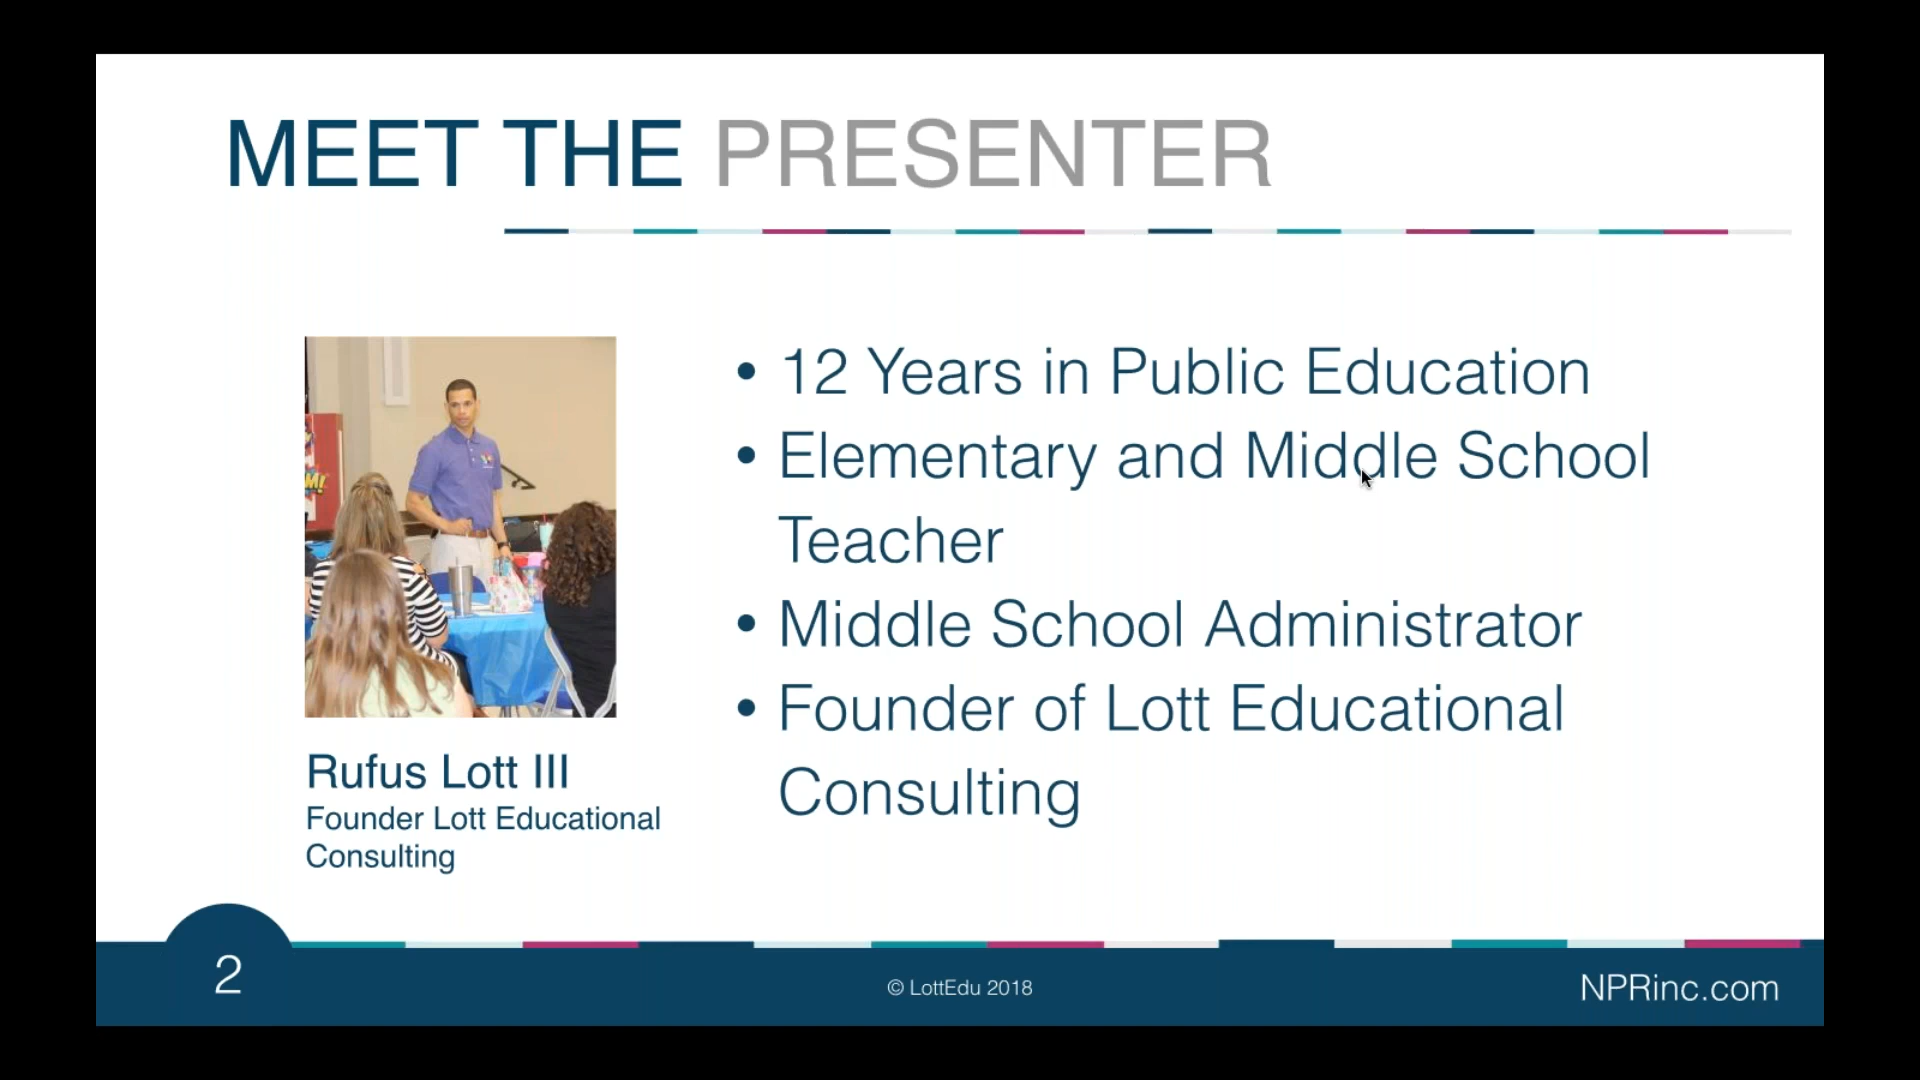 MEET THE PRESENTER
• 12 Years in Public Education
• Elementary and Middle School
Teacher
• Middle School Administrator
• Founder of Lott Educational
Consulting
Rufus Lott III
Founder Lott Educational
Consulting
2
© LottEdu 2018
NPRinc.com